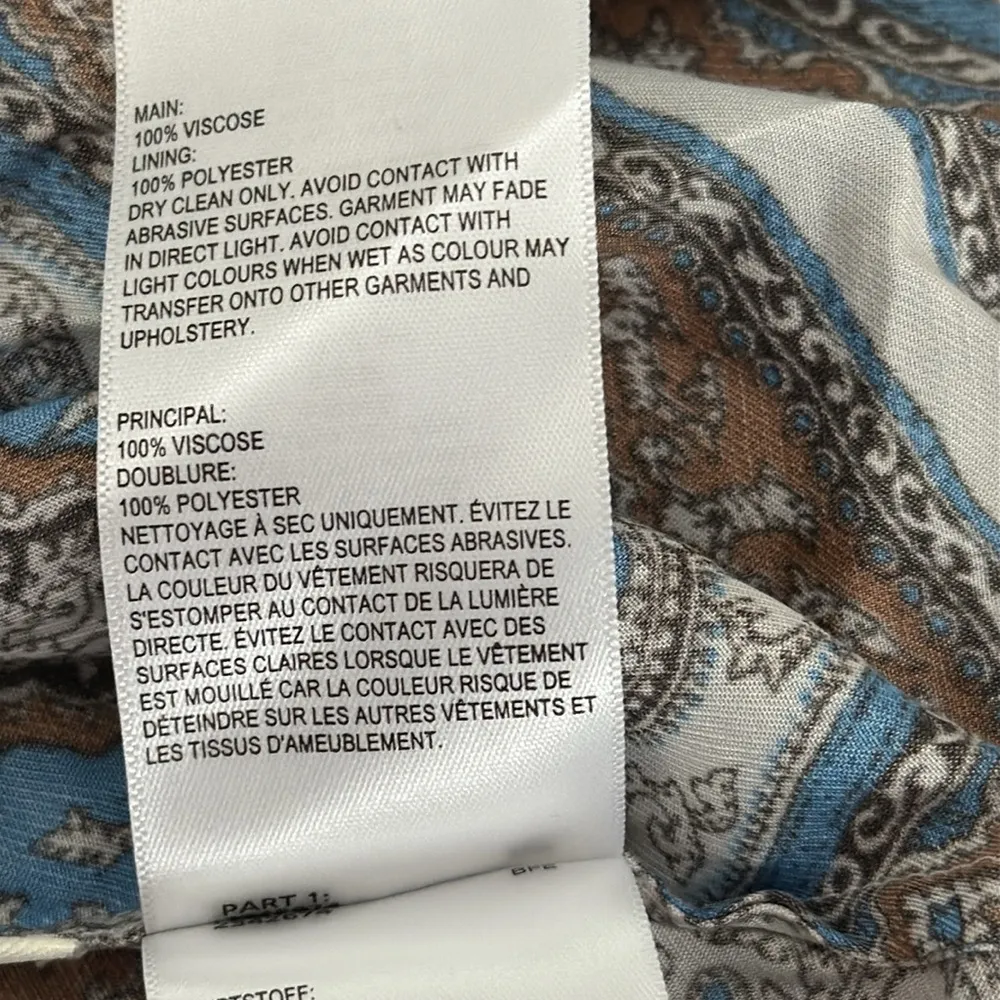 MAIN:
100% VISCOSE
LINING:
100% POLYESTER
DRY CLEAN ONLY. AVOID CONTACT WITH
ABRASIVE SURFACES. GARMENT MAY FADE
IN DIRECT LIGHT. AVOID CONTACT WITH
LIGHT COLOURS WHEN WET AS COLOUR MAY
TRANSFER ONTO OTHER GARMENTS AND
UPHOLSTERY.
PRINCIPAL:
100% VISCOSE
DOUBLURE:
100% POLYESTER
NETTOYAGE À SEC UNIQUEMENT. ÉVITEZ LE
CONTACT AVEC LES SURFACES ABRASIVES.
LA COULEUR DU VÊTEMENT RISQUERA DE
S'ESTOMPER AU CONTACT DE LA LUMIÈRE
DIRECTE. ÉVITEZ LE CONTACT AVEC DES
SURFACES CLAIRES LORSQUE LE VÊTEMENT
EST MOUILLÉ CAR LA COULEUR RISQUE DE
DÉTEINDRE SUR LES AUTRES VÊTEMENTS ET
LES TISSUS D'AMEUBLEMENT.
PART 1: